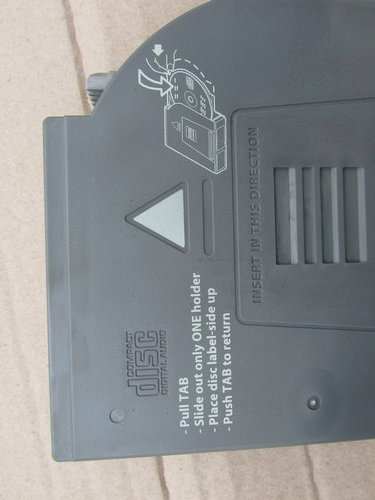 INSERT IN THIS DIRECTION
COMPACT
disc
DIGITAL AUDIO
- Pull TAB
- Slide out only ONE holder
- Place disc label-side up
- Push TAB to return